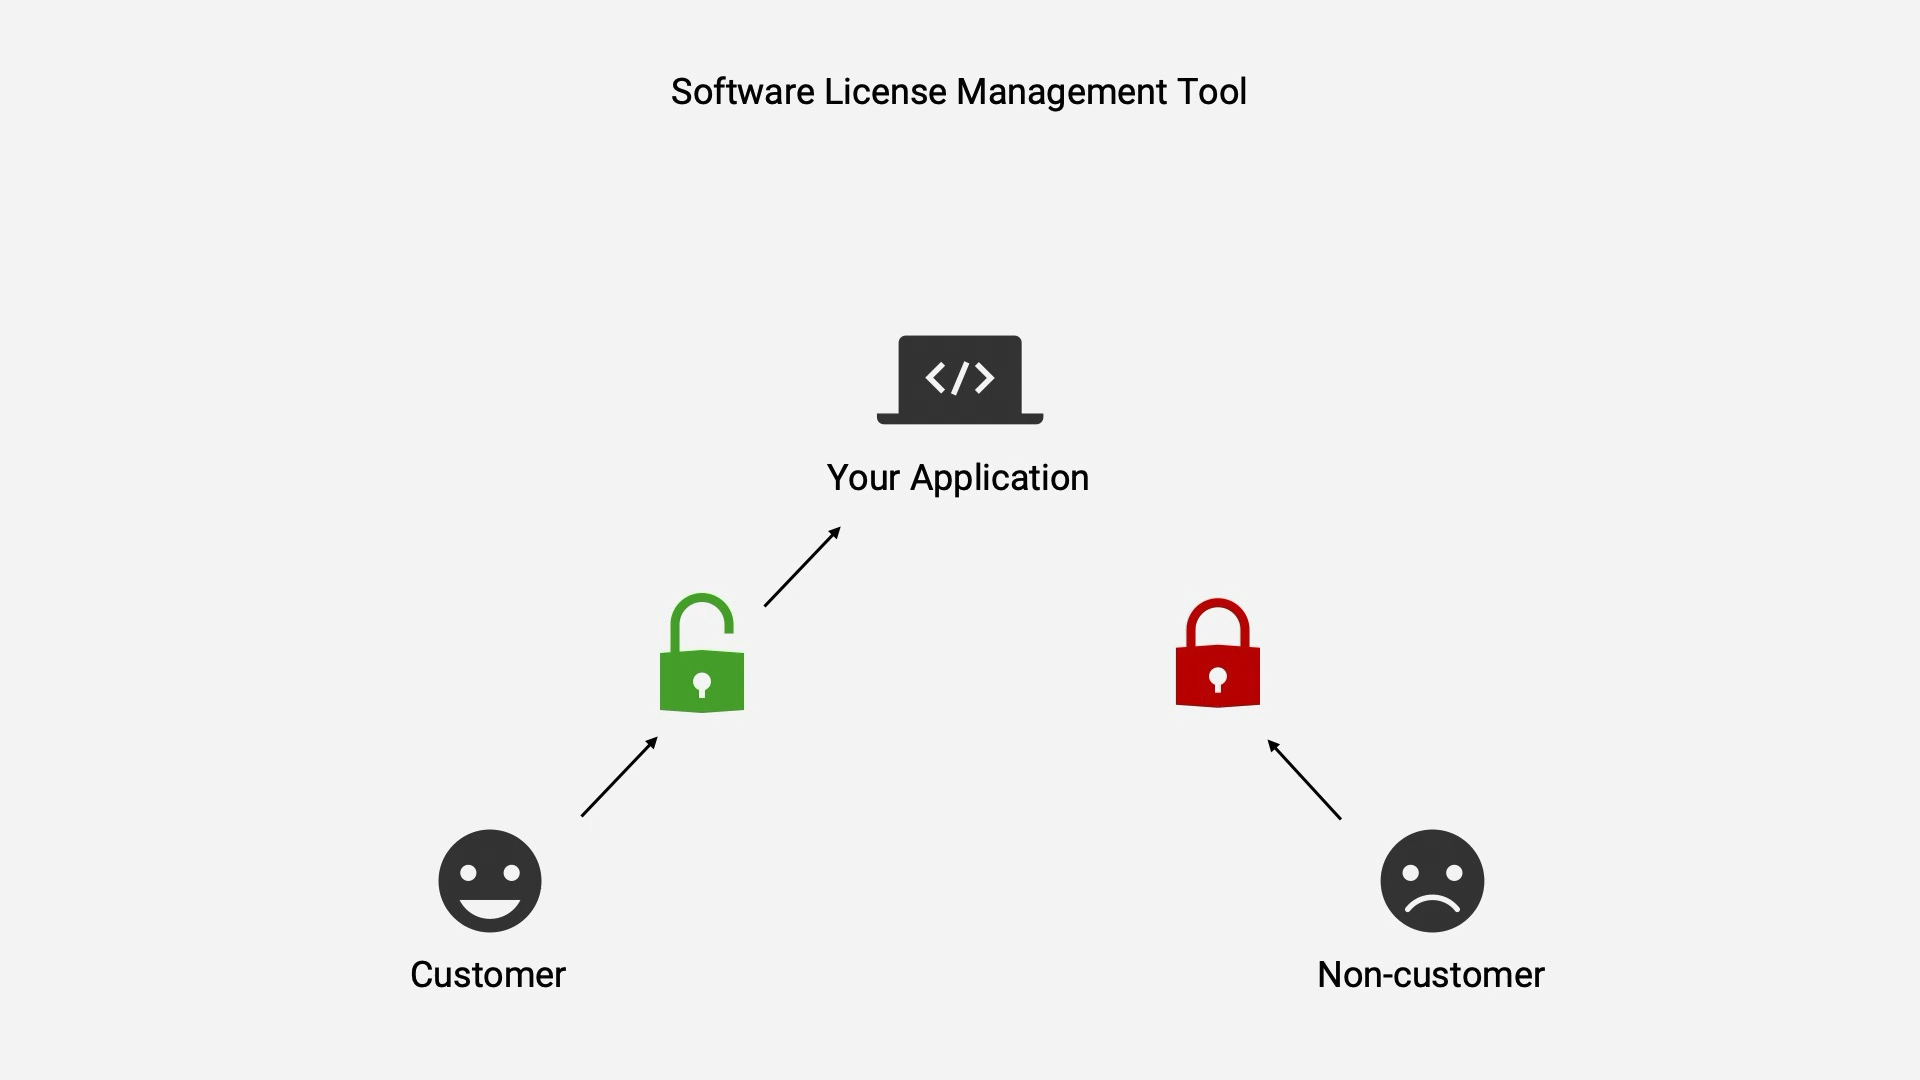 Software License Management Tool
</>
Your Application
Customer
Non-customer